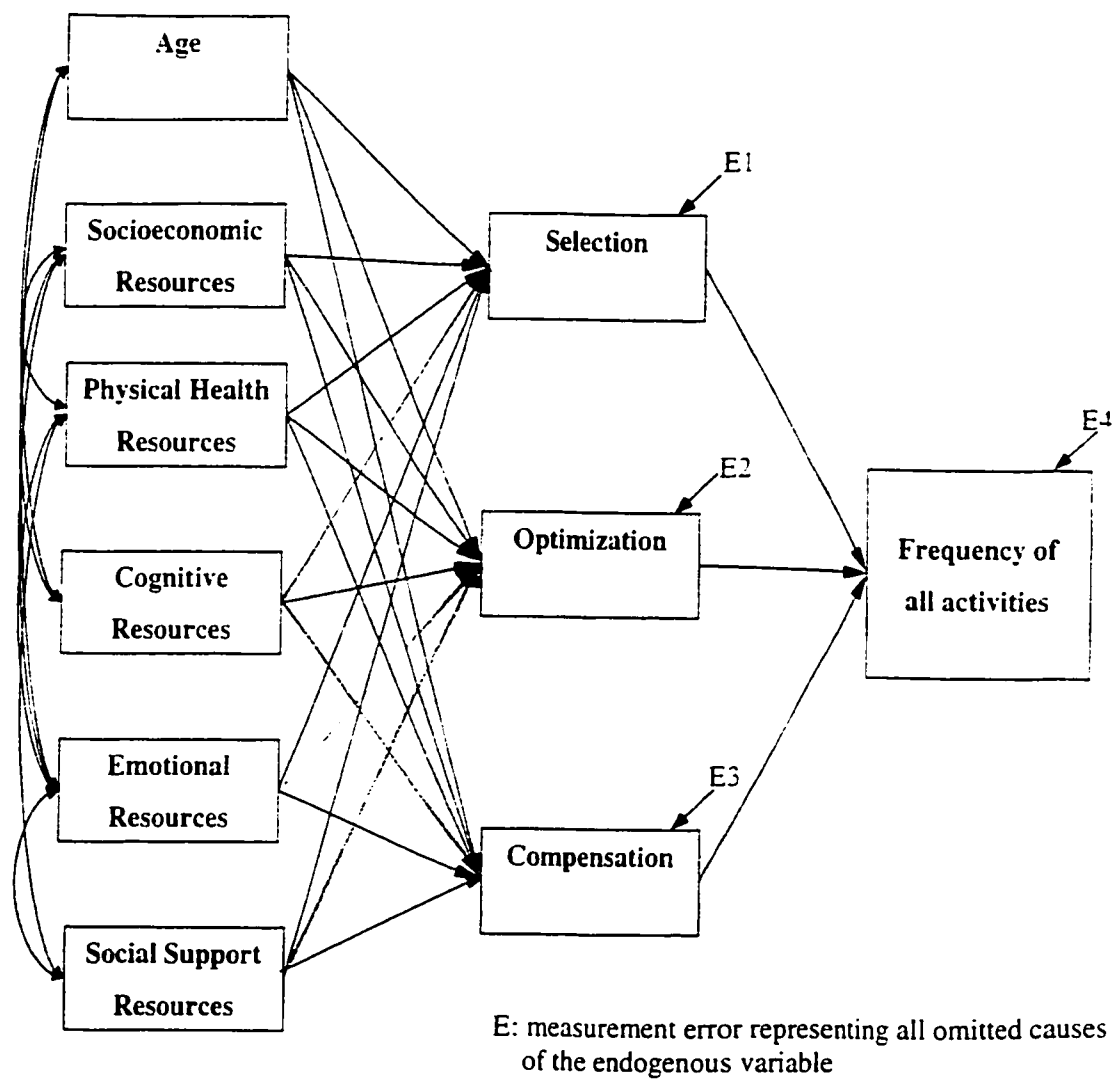 Age
Socioeconomic
Resources
Physical Health
Resources
Cognitive
Resources
Emotional
Resources
Social Support
Resources
E1
Selection
E2
Optimization
E3
Compensation
E4
Frequency of
all activities
E: measurement error representing all omitted causes
of the endogenous variable